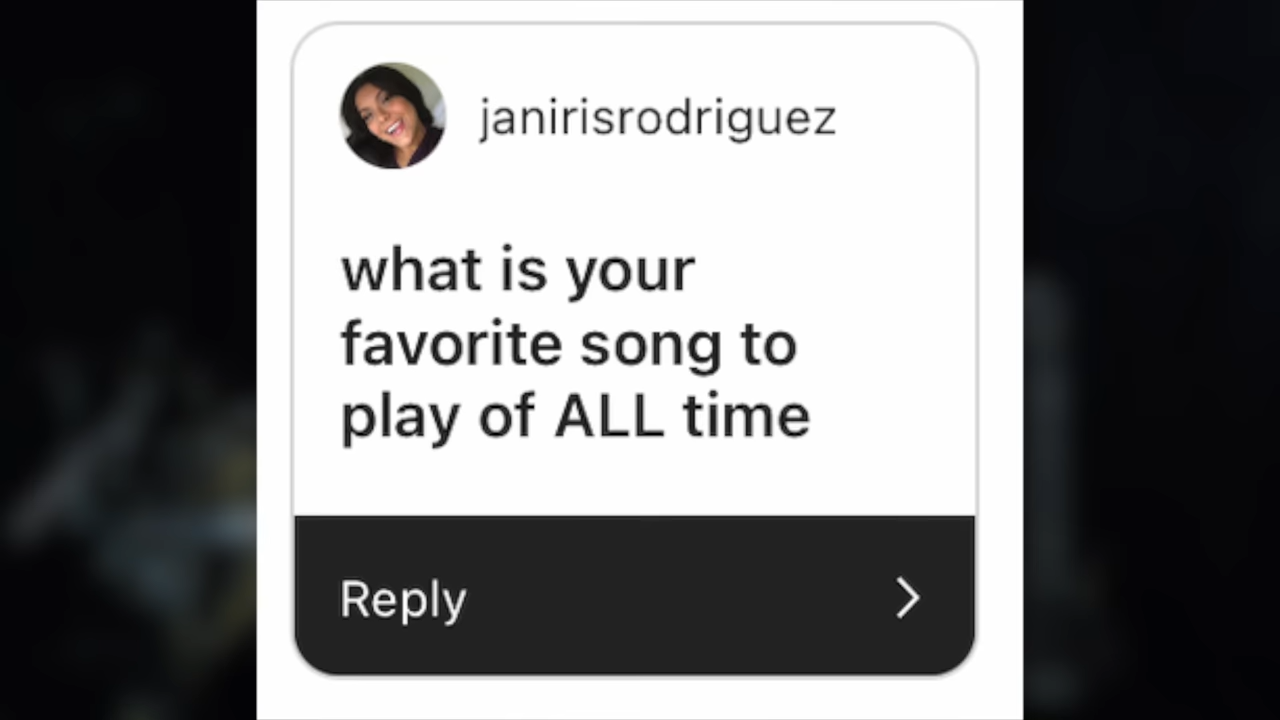 janirisrodriguez
what is your
favorite song to
play of ALL time
Reply